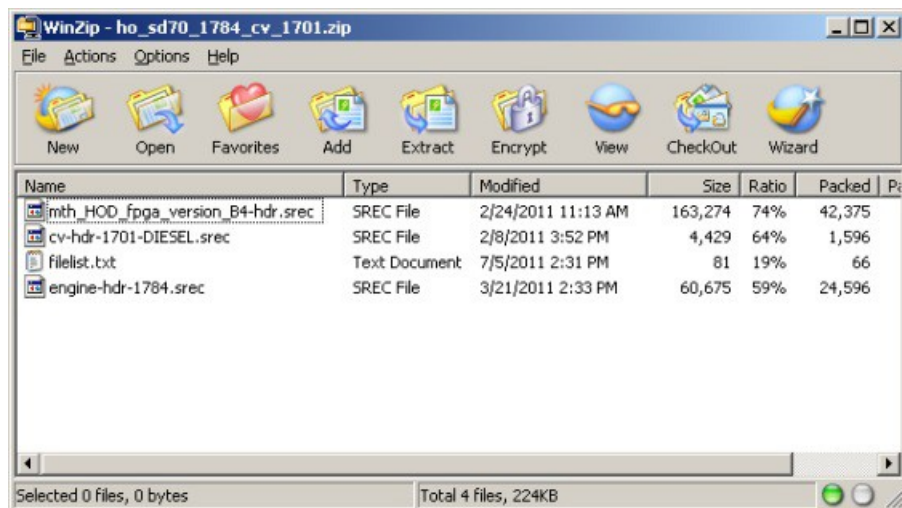 WinZip - ho_sd70_1784_cv_1701.zip
File Actions Options Help
New Open Favorites Add Extract Encrypt View CheckOut Wizard
Name Type Modified Size Ratio Packed Pa
mth_HOD_fpga_version_B4-hdr.srec SREC File 2/24/2011 11:13 AM 163,274 74% 42,375
cv-hdr-1701-DIESEL.srec SREC File 2/8/2011 3:52 PM 4,429 64% 1,596
filelist.txt Text Document 7/5/2011 2:31 PM 81 19% 66
engine-hdr-1784.srec SREC File 3/21/2011 2:33 PM 60,675 59% 24,596
Selected 0 files, 0 bytes Total 4 files, 224KB